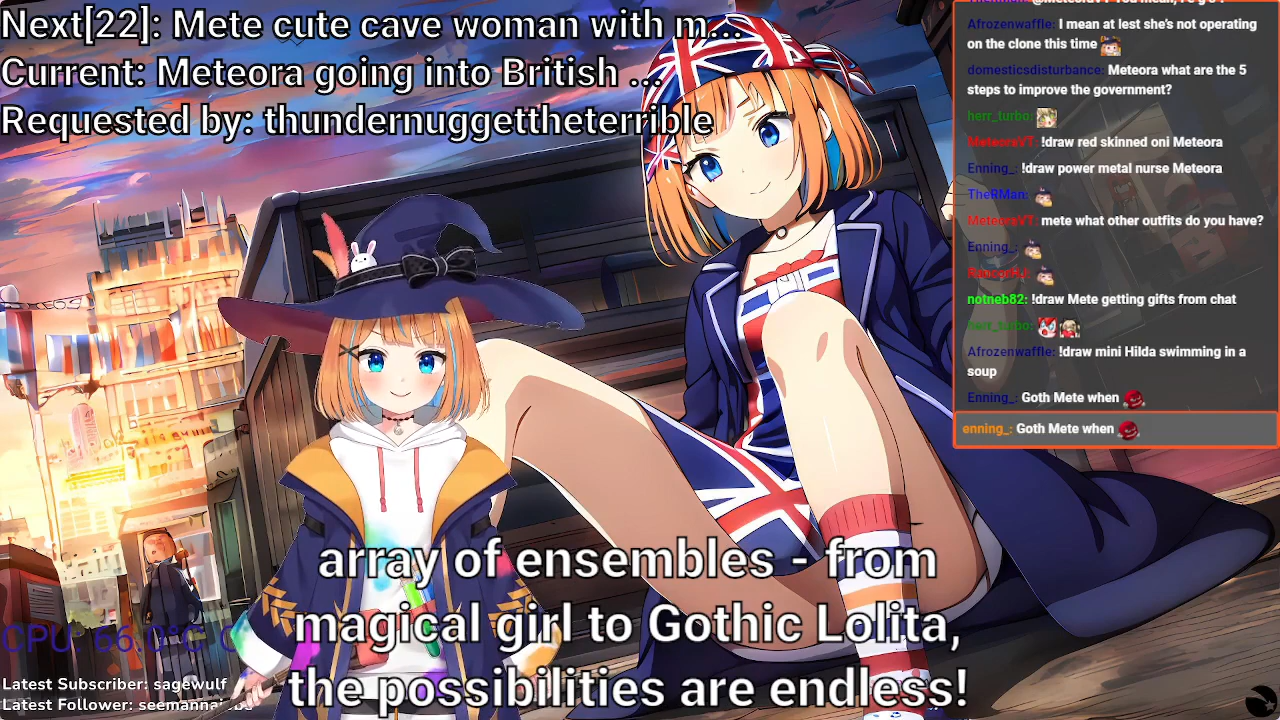 Next[22]: Mete cute cave woman with m...
Current: Meteora going into British ...
Requested by: thundernuggettheterrible
Afrozenwaffle: I mean at lest she's not operating
on the clone this time
domesticsdisturbance: Meteora what are the 5
steps to improve the government?
herr_turbo:
MeteoraVT: !draw red skinned oni Meteora
Enning_: !draw power metal nurse Meteora
TheRMan:
MeteoraVT: mete what other outfits do you have?
Enning_:
notneb82: !draw Mete getting gifts from chat
herr_turbo:
Afrozenwaffle: !draw mini Hilda swimming in a
soup
Enning_: Goth Mete when
enning_: Goth Mete when
array of ensembles - from
magical girl to Gothic Lolita,
the possibilities are endless!
CPU: 66.0°C
Latest Subscriber: sagewulf
Latest Follower: